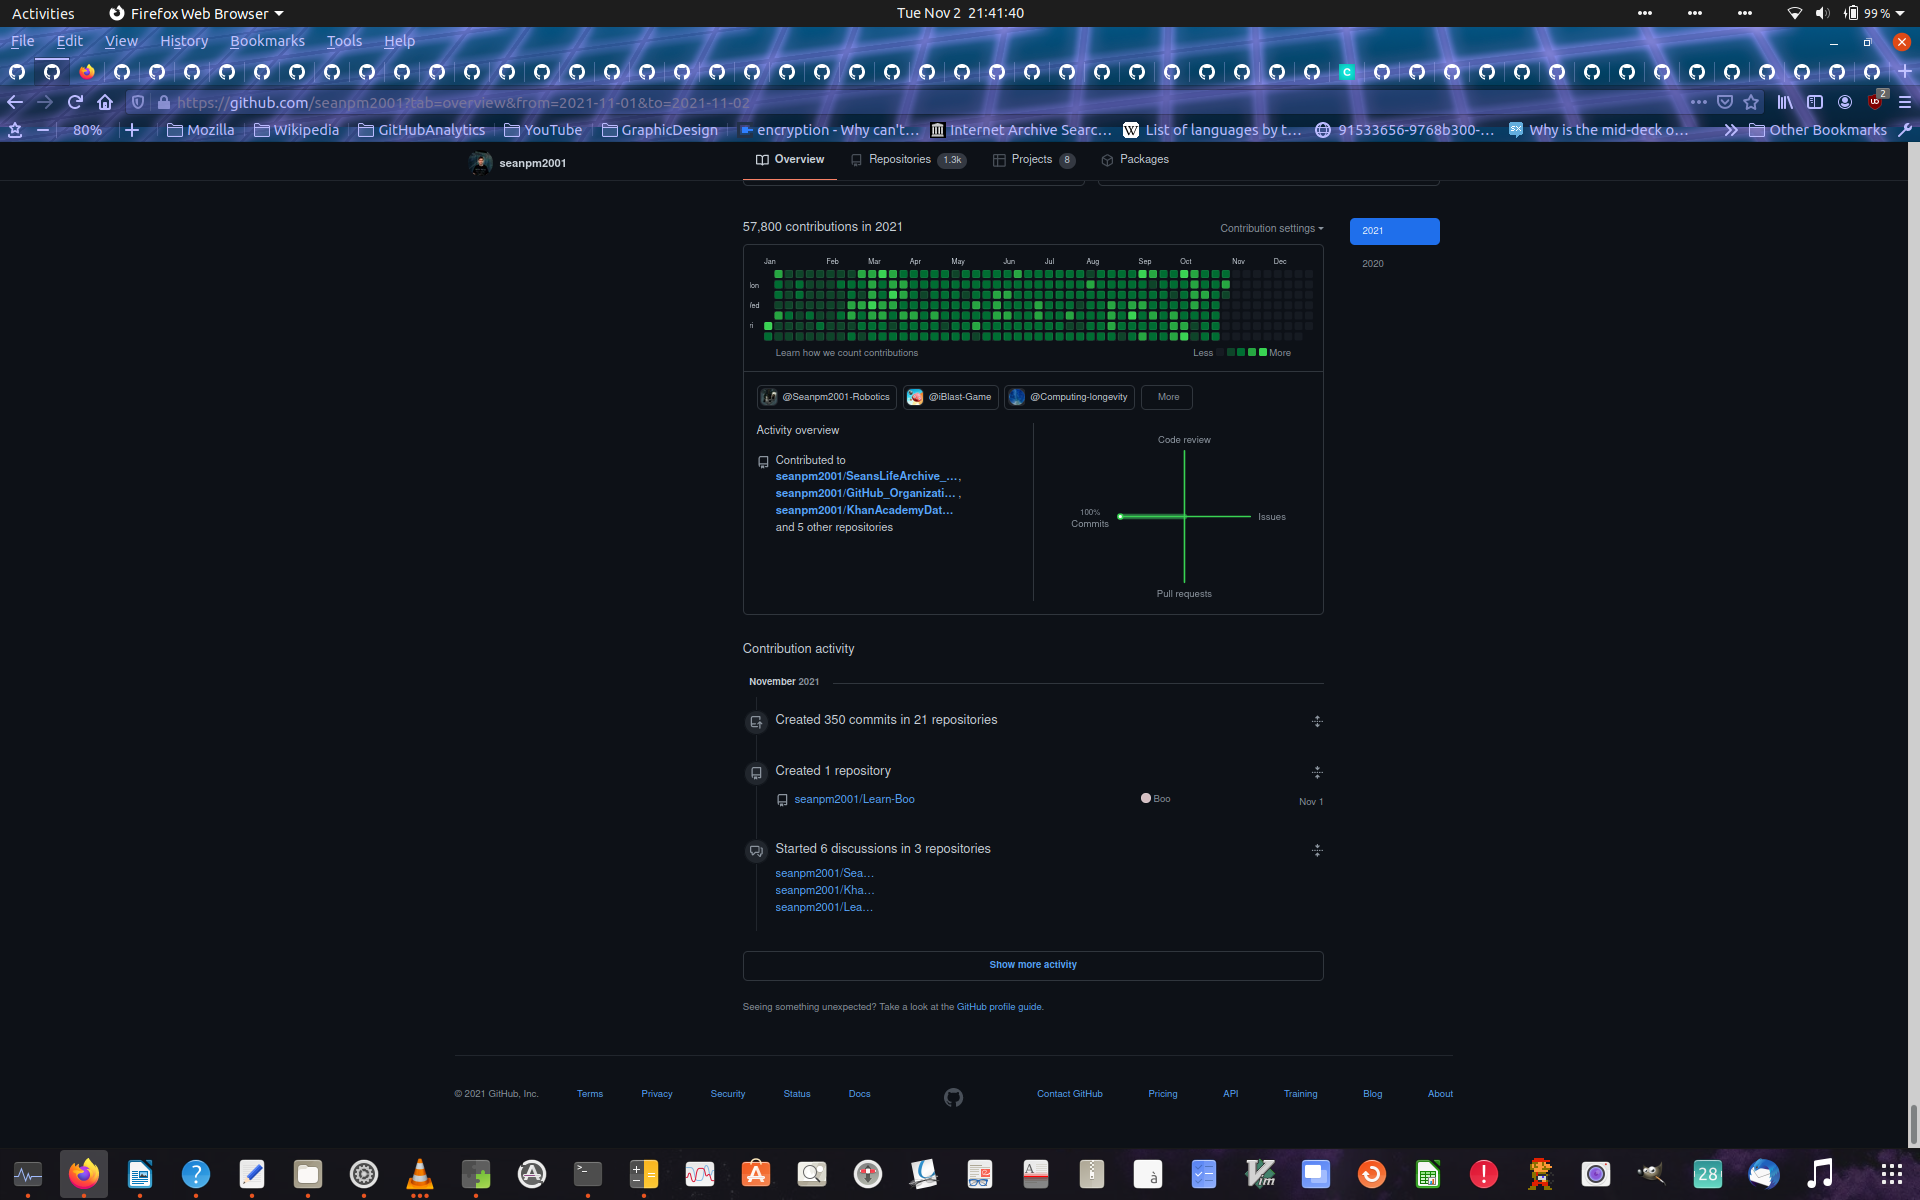 Activities
Firefox Web Browser
Tue Nov 2 21:41:40
99 %
File Edit View History Bookmarks Tools Help
https://github.com/seanpm2001?tab=overview&from=2021-11-01&to=2021-11-02
2
80%
Mozilla
Wikipedia
GitHubAnalytics
YouTube
GraphicDesign
encryption - Why can't…
Internet Archive Searc…
List of languages by t…
91533656-9768b300-…
Why is the mid-deck o…
Other Bookmarks
seanpm2001
Overview
Repositories 1.3k
Projects 8
Packages
57,800 contributions in 2021
Contribution settings
2021
2020
Jan Feb Mar Apr May Jun Jul Aug Sep Oct Nov Dec
Learn how we count contributions
Less More
@Seanpm2001-Robotics
@iBlast-Game
@Computing-longevity
More
Activity overview
Contributed to
seanpm2001/SeansLifeArchive_…,
seanpm2001/GitHub_Organizati… ,
seanpm2001/KhanAcademyDat…
and 5 other repositories
Code review
100%
Commits
Issues
Pull requests
Contribution activity
November 2021
Created 350 commits in 21 repositories
Created 1 repository
seanpm2001/Learn-Boo
Boo
Nov 1
Started 6 discussions in 3 repositories
seanpm2001/Sea…
seanpm2001/Kha…
seanpm2001/Lea…
Show more activity
Seeing something unexpected? Take a look at the GitHub profile guide.
© 2021 GitHub, Inc.
Terms
Privacy
Security
Status
Docs
Contact GitHub
Pricing
API
Training
Blog
About
28